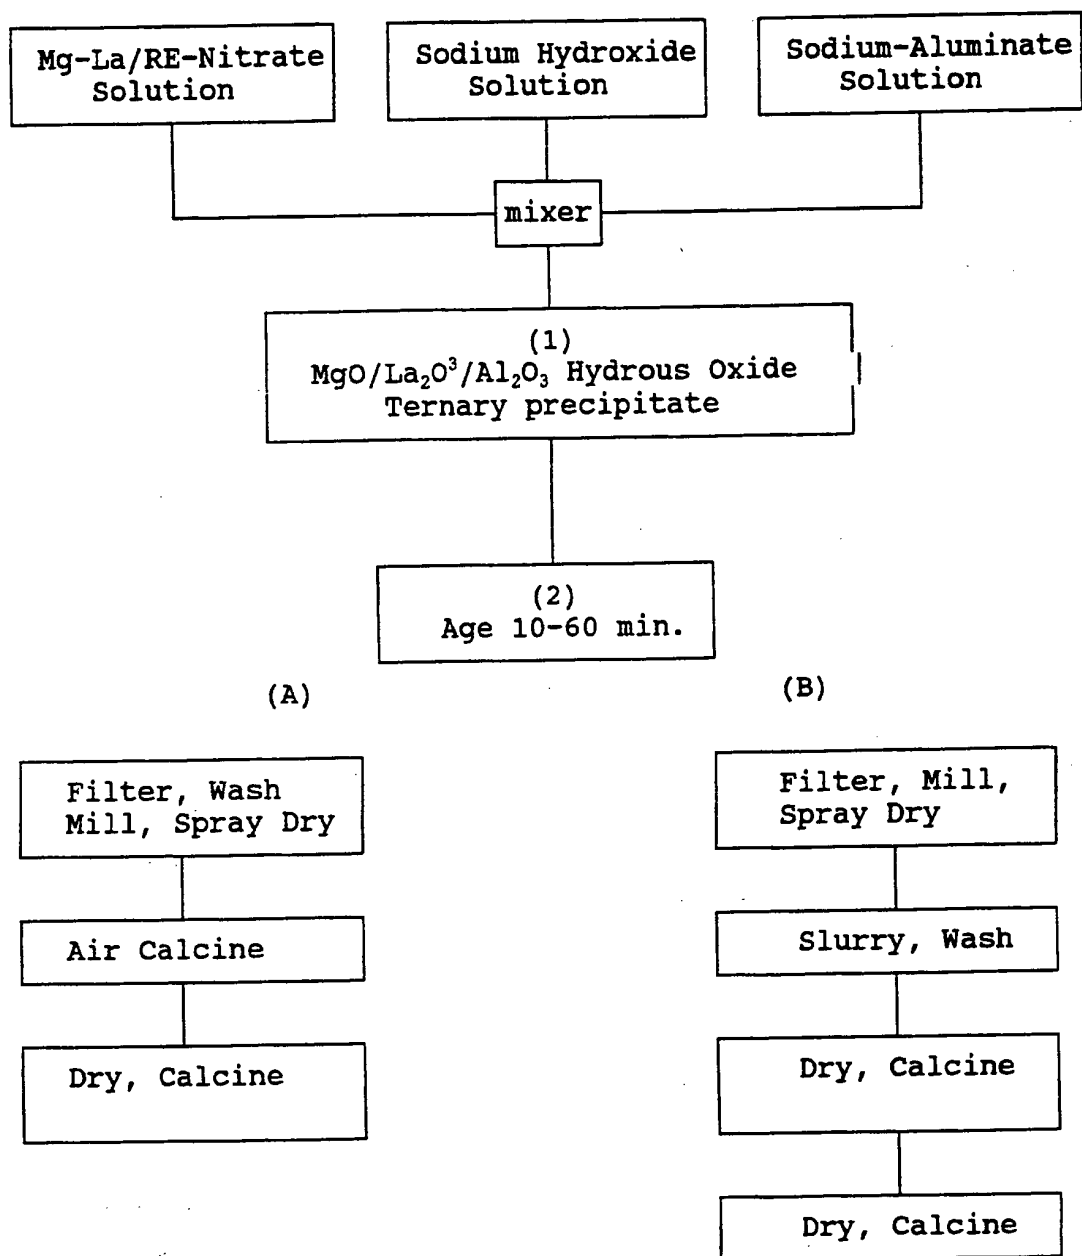 Mg-La/RE-Nitrate
Solution
Sodium Hydroxide
Solution
Sodium-Aluminate
Solution
mixer
(1)
MgO/La₂O³/Al₂O₃ Hydrous Oxide
Ternary precipitate
(2)
Age 10-60 min.
(A)
(B)
Filter, Wash
Mill, Spray Dry
Air Calcine
Dry, Calcine
Filter, Mill,
Spray Dry
Slurry, Wash
Dry, Calcine
Dry, Calcine